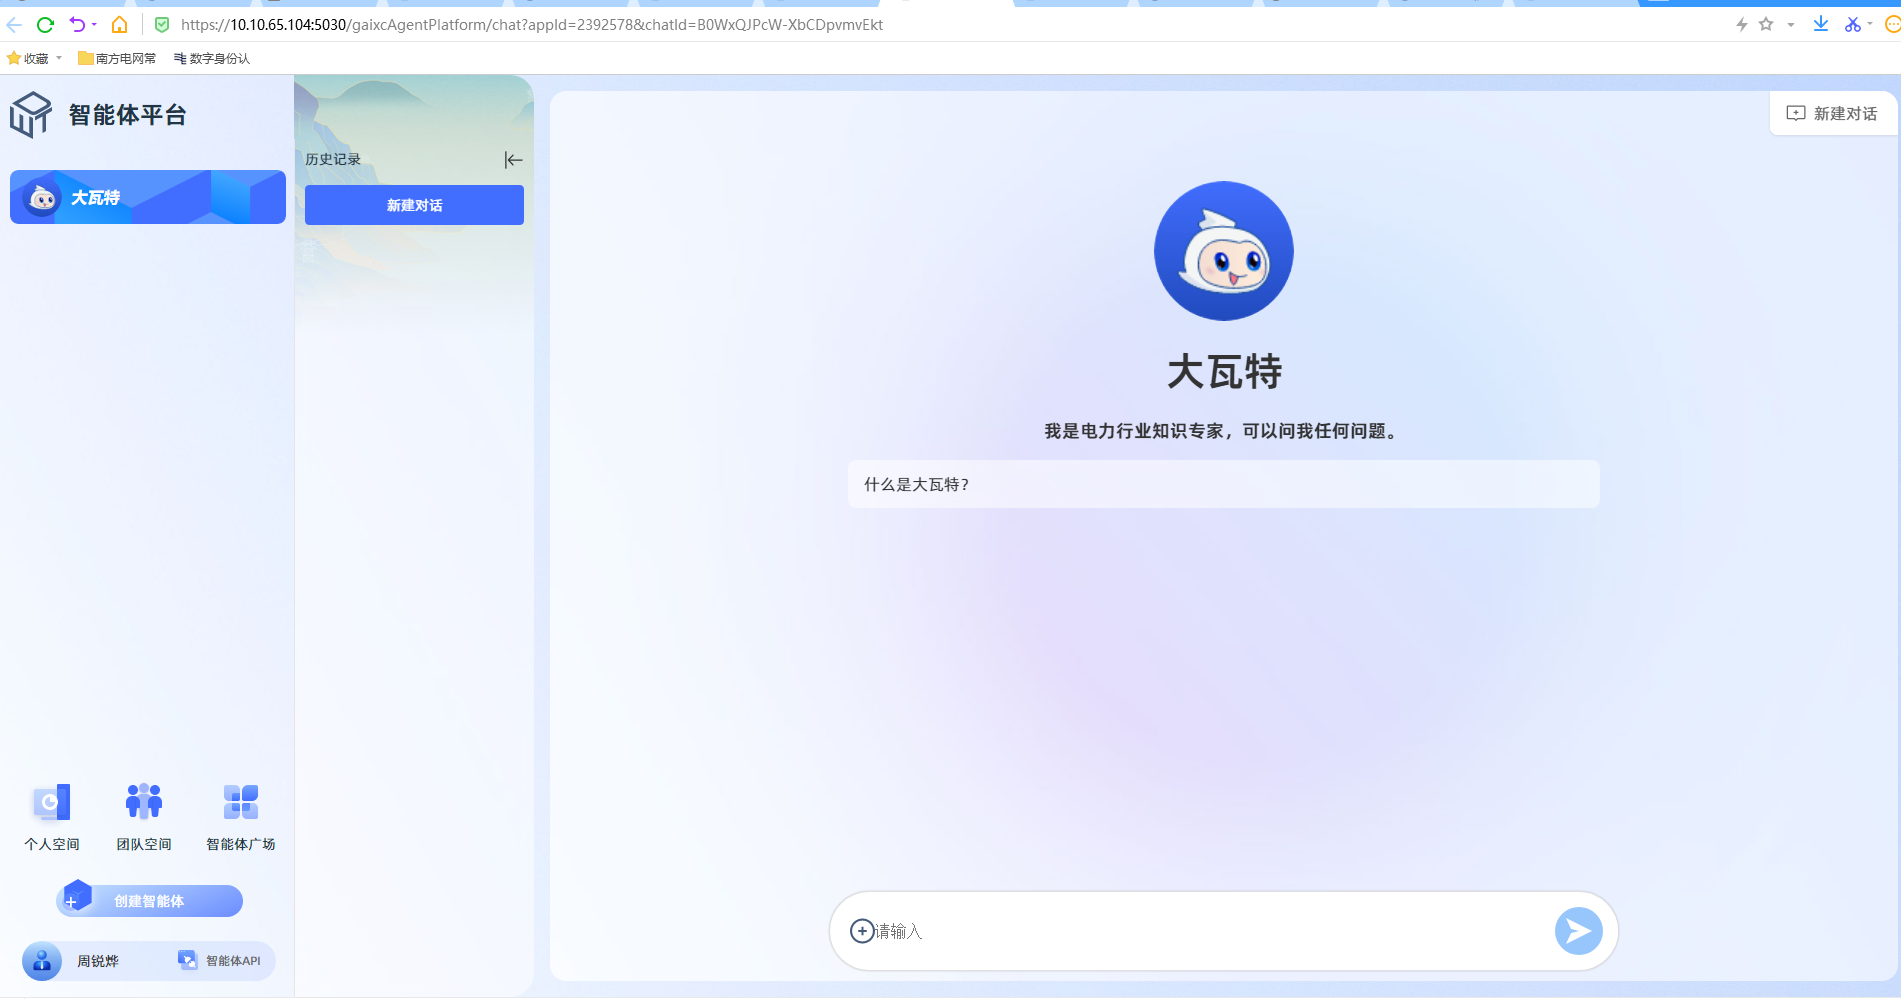 https://10.10.65.104:5030/gaixcAgentPlatform/chat?appId=2392578&chatId=B0WxQJPcW-XbCDpvmvEkt
收藏 南方电网常 数字身份认
智能体平台
大瓦特
历史记录
新建对话
新建对话
大瓦特
我是电力行业知识专家，可以问我任何问题。
什么是大瓦特？
个人空间 团队空间 智能体广场
创建智能体
周锐烨 智能体API
请输入